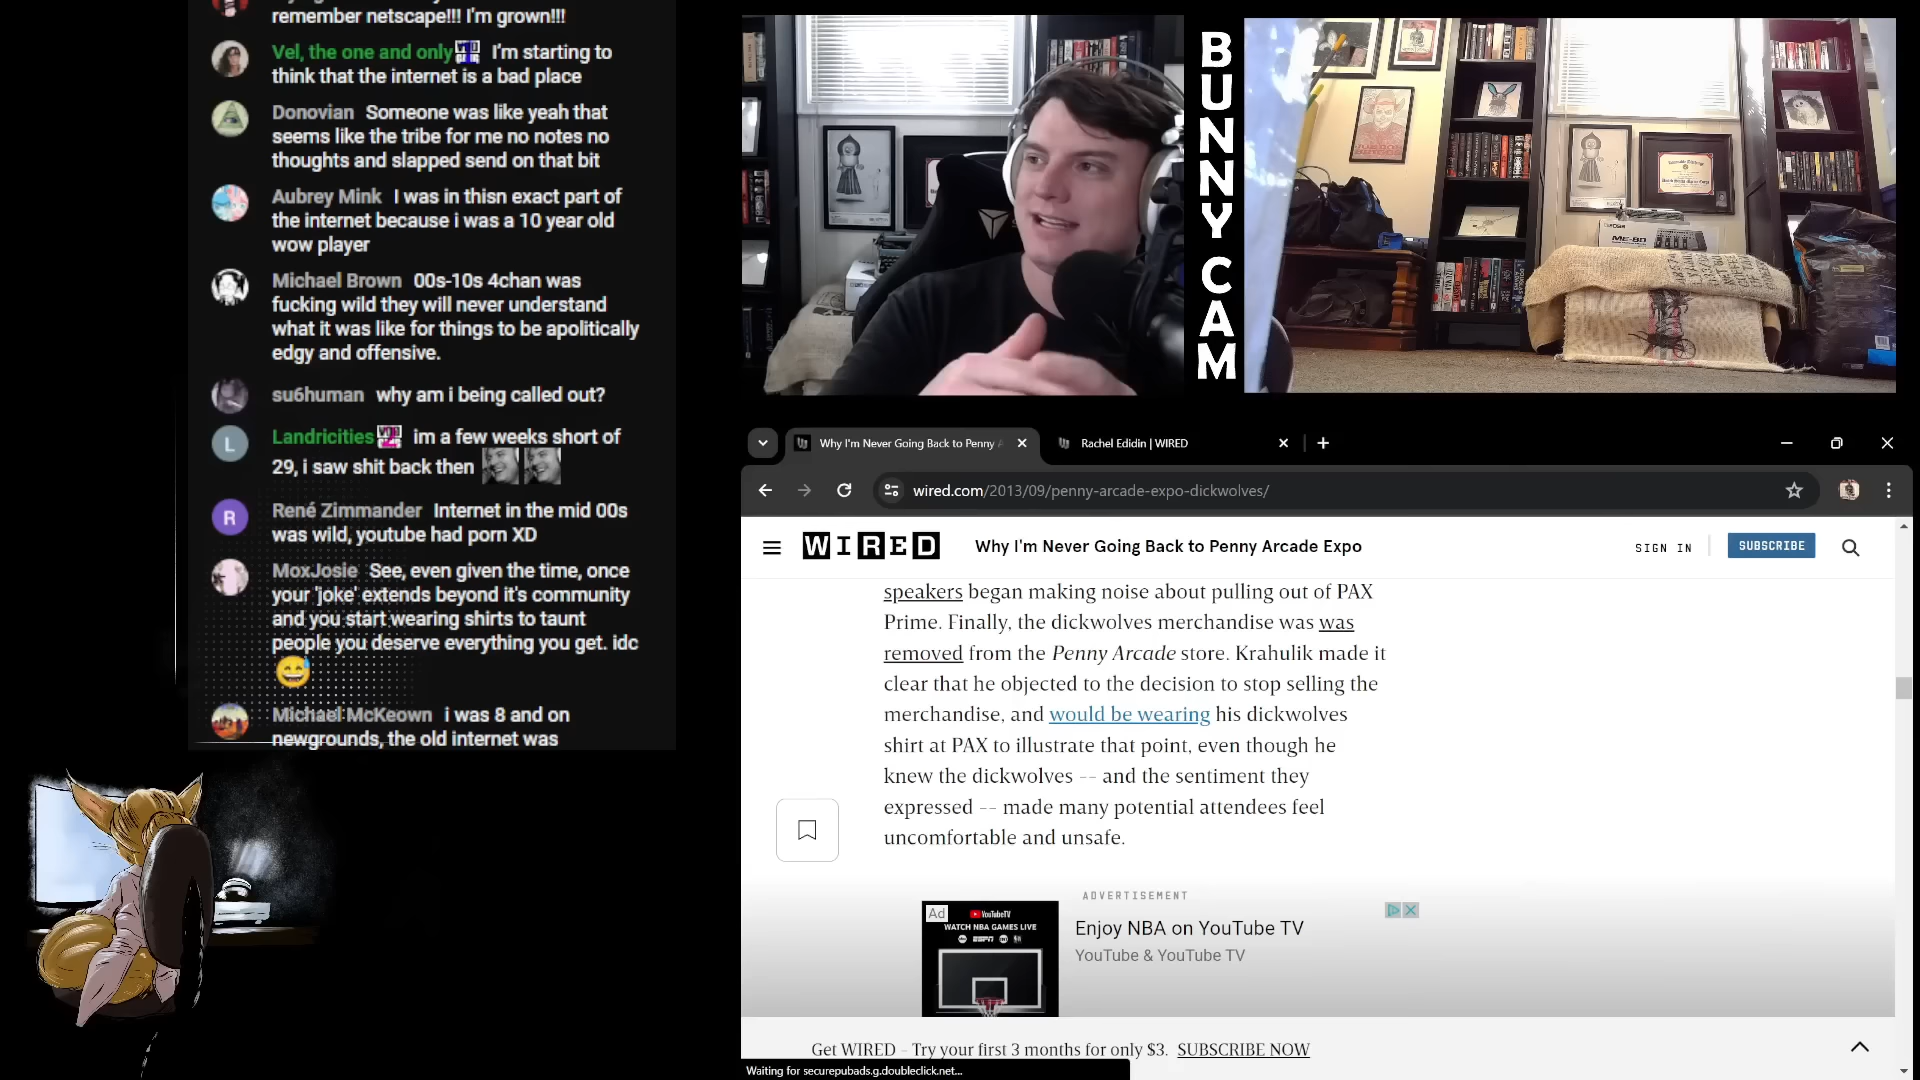 remember netscape!!! I'm grown!!!
Vel, the one and only I'm starting to
think that the internet is a bad place
Donovian Someone was like yeah that
seems like the tribe for me no notes no
thoughts and slapped send on that bit
Aubrey Mink I was in thisn exact part of
the internet because i was a 10 year old
wow player
Michael Brown 00s-10s 4chan was
fucking wild they will never understand
what it was like for things to be apolitically
edgy and offensive.
su6human why am i being called out?
L
Landricities im a few weeks short of
29, i saw shit back then
R
René Zimmander Internet in the mid 00s
was wild, youtube had porn XD
MoxJosie See, even given the time, once
your 'joke' extends beyond it's community
and you start wearing shirts to taunt
people you deserve everything you get. idc
Michael McKeown i was 8 and on
newgrounds, the old internet was
BUNNY CAM
ME-80
Why I'm Never Going Back to Penny A
Rachel Edidin | WIRED
wired.com/2013/09/penny-arcade-expo-dickwolves/
WIRED
Why I'm Never Going Back to Penny Arcade Expo
SIGN IN
SUBSCRIBE
speakers began making noise about pulling out of PAX
Prime. Finally, the dickwolves merchandise was was
removed from the Penny Arcade store. Krahulik made it
clear that he objected to the decision to stop selling the
merchandise, and would be wearing his dickwolves
shirt at PAX to illustrate that point, even though he
knew the dickwolves -- and the sentiment they
expressed -- made many potential attendees feel
uncomfortable and unsafe.
ADVERTISEMENT
Ad
YouTubeTV
WATCH NBA GAMES LIVE
ESPN
Enjoy NBA on YouTube TV
YouTube & YouTube TV
Get WIRED - Try your first 3 months for only $3. SUBSCRIBE NOW
Waiting for securepubads.g.doubleclick.net...